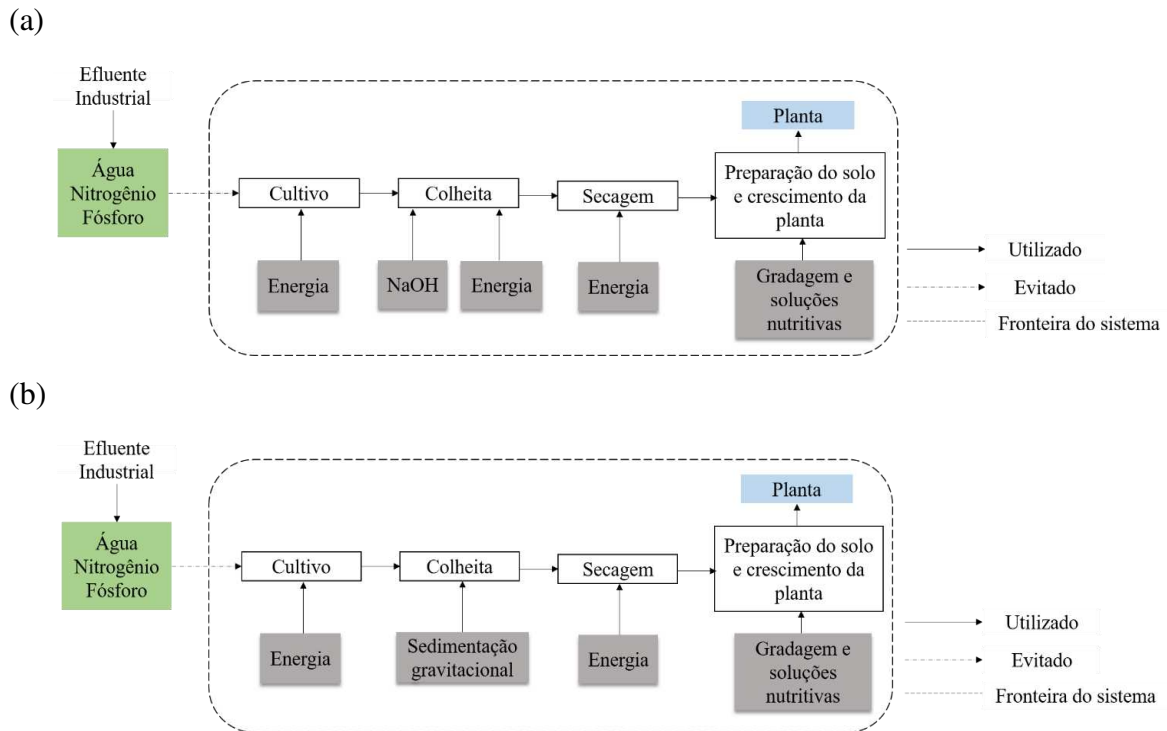 (a)
Efluente
Industrial
Água
Nitrogênio
Fósforo
Cultivo
Colheita
Secagem
Planta
Preparação do solo
e crescimento da
planta
Energia
NaOH
Energia
Energia
Gradagem e
soluções
nutritivas
Utilizado
Evitado
Fronteira do sistema
(b)
Efluente
Industrial
Água
Nitrogênio
Fósforo
Cultivo
Colheita
Secagem
Planta
Preparação do solo
e crescimento da
planta
Energia
Sedimentação
gravitacional
Energia
Gradagem e
soluções
nutritivas
Utilizado
Evitado
Fronteira do sistema